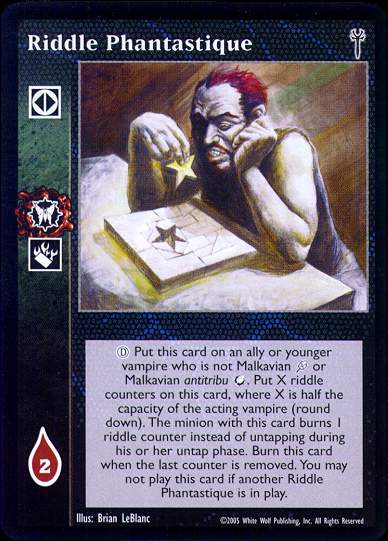 Riddle Phantastique
D Put this card on an ally or younger
vampire who is not Malkavian or
Malkavian antitribu . Put X riddle
counters on this card, where X is half the
capacity of the acting vampire (round
down). The minion with this card burns 1
riddle counter instead of untapping during
his or her untap phase. Burn this card
when the last counter is removed. You may
not play this card if another Riddle
Phantastique is in play.
2
Illus: Brian LeBlanc ©2005 White Wolf Publishing, Inc. All Rights Reserved